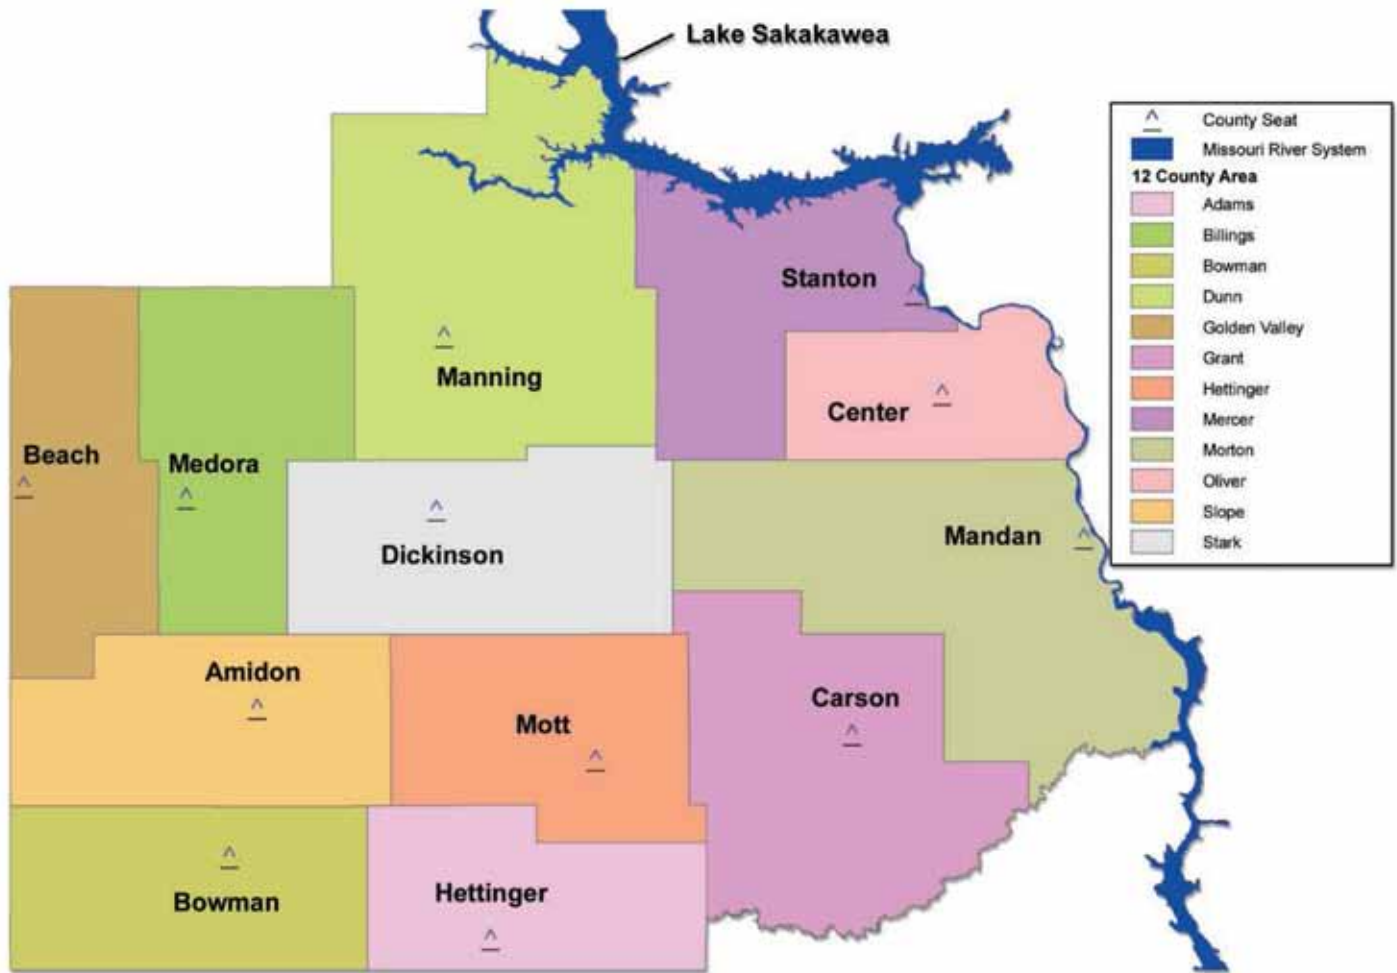 Lake Sakakawea
^ County Seat
Missouri River System
12 County Area
Adams
Billings
Bowman
Dunn
Golden Valley
Grant
Hettinger
Mercer
Morton
Oliver
Slope
Stark
Stanton
Manning
Center
Beach
Medora
Dickinson
Mandan
Amidon
Carson
Mott
Bowman
Hettinger